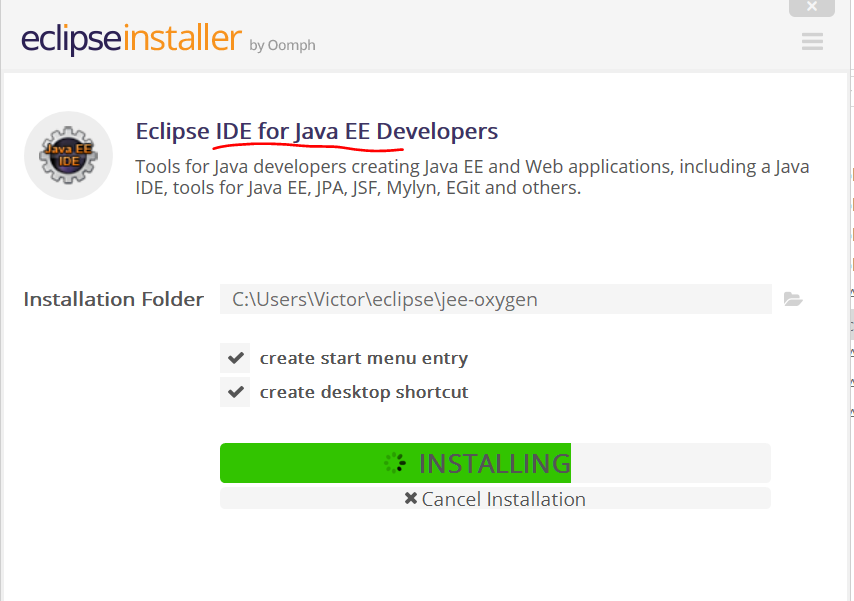 eclipseinstaller by Oomph
Java EE
IDE
Eclipse IDE for Java EE Developers
Tools for Java developers creating Java EE and Web applications, including a Java
IDE, tools for Java EE, JPA, JSF, Mylyn, EGit and others.
Installation Folder C:\Users\Victor\eclipse\jee-oxygen
create start menu entry
create desktop shortcut
INSTALLING
Cancel Installation